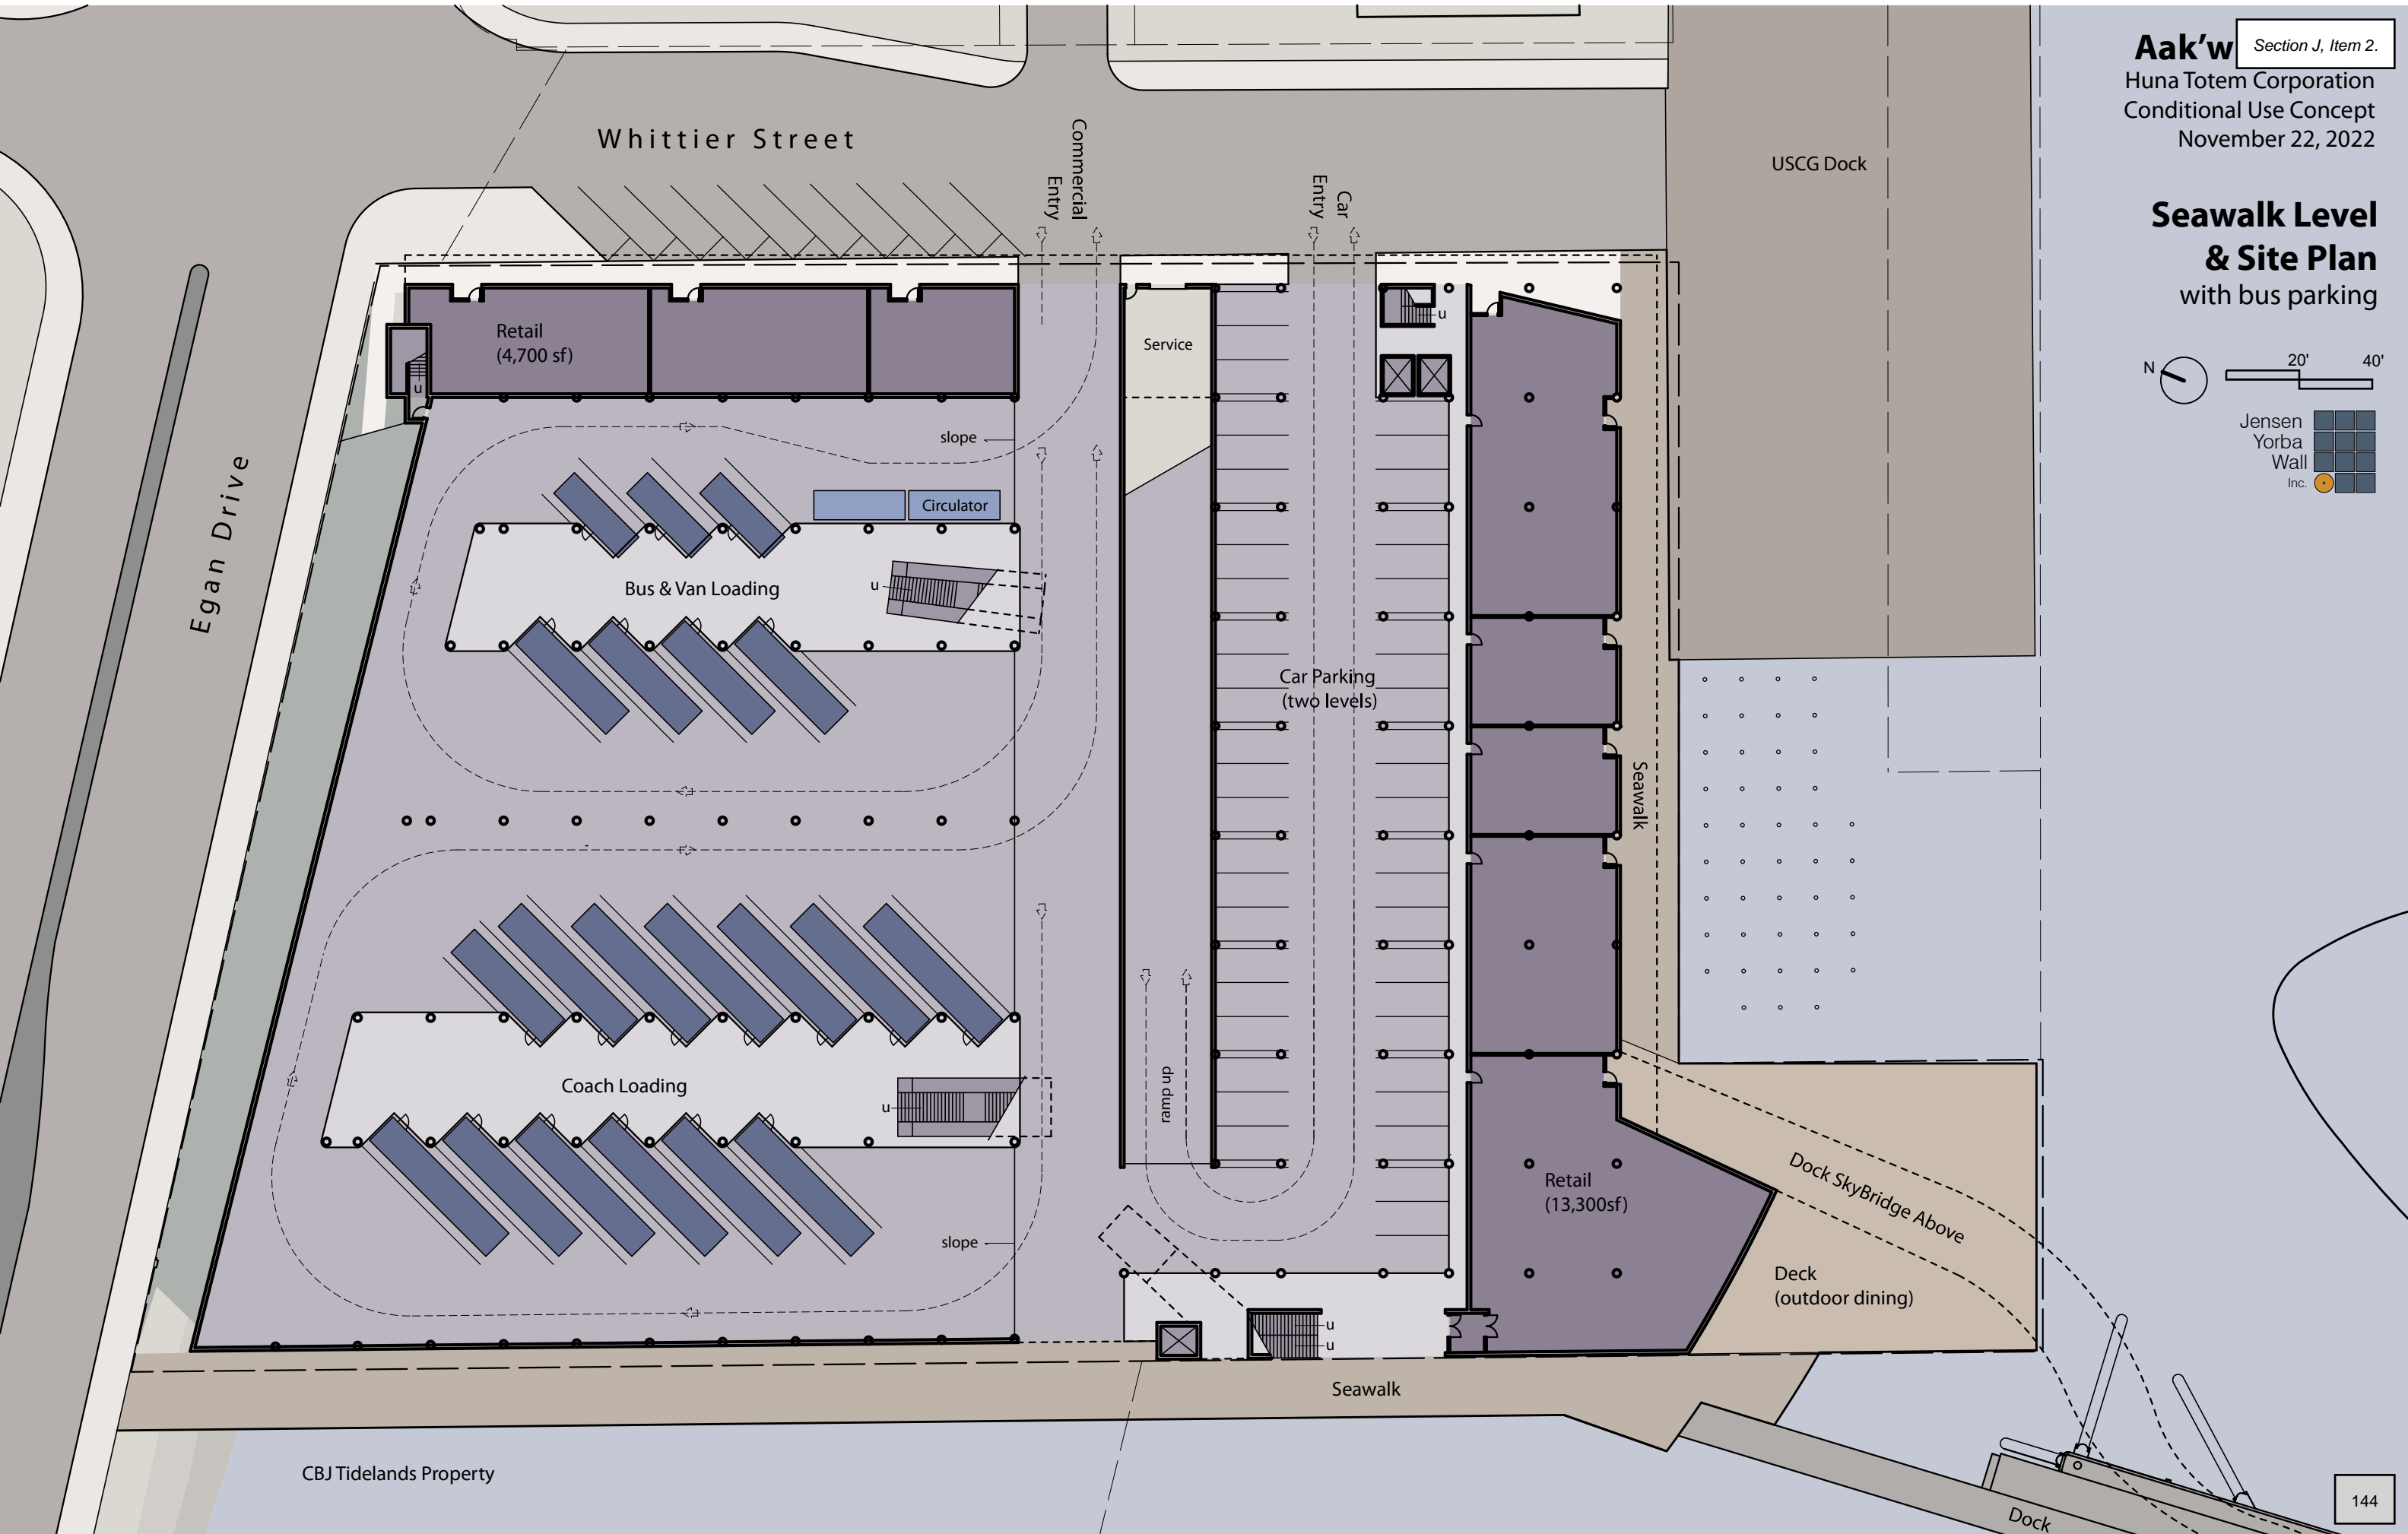 Aak'w
Section J, Item 2.
Huna Totem Corporation
Conditional Use Concept
November 22, 2022
Seawalk Level
& Site Plan
with bus parking
N
20'
40'
Jensen
Yorba
Wall
Inc.
Whittier Street
Commercial
Entry
Car
Entry
USCG Dock
Egan Drive
Retail
(4,700 sf)
u
Service
u
slope
Circulator
Bus & Van Loading
u
Car Parking
(two levels)
Seawalk
Coach Loading
u
ramp up
slope
Retail
(13,300sf)
Dock SkyBridge Above
Deck
(outdoor dining)
u
u
Seawalk
CBJ Tidelands Property
Dock
144